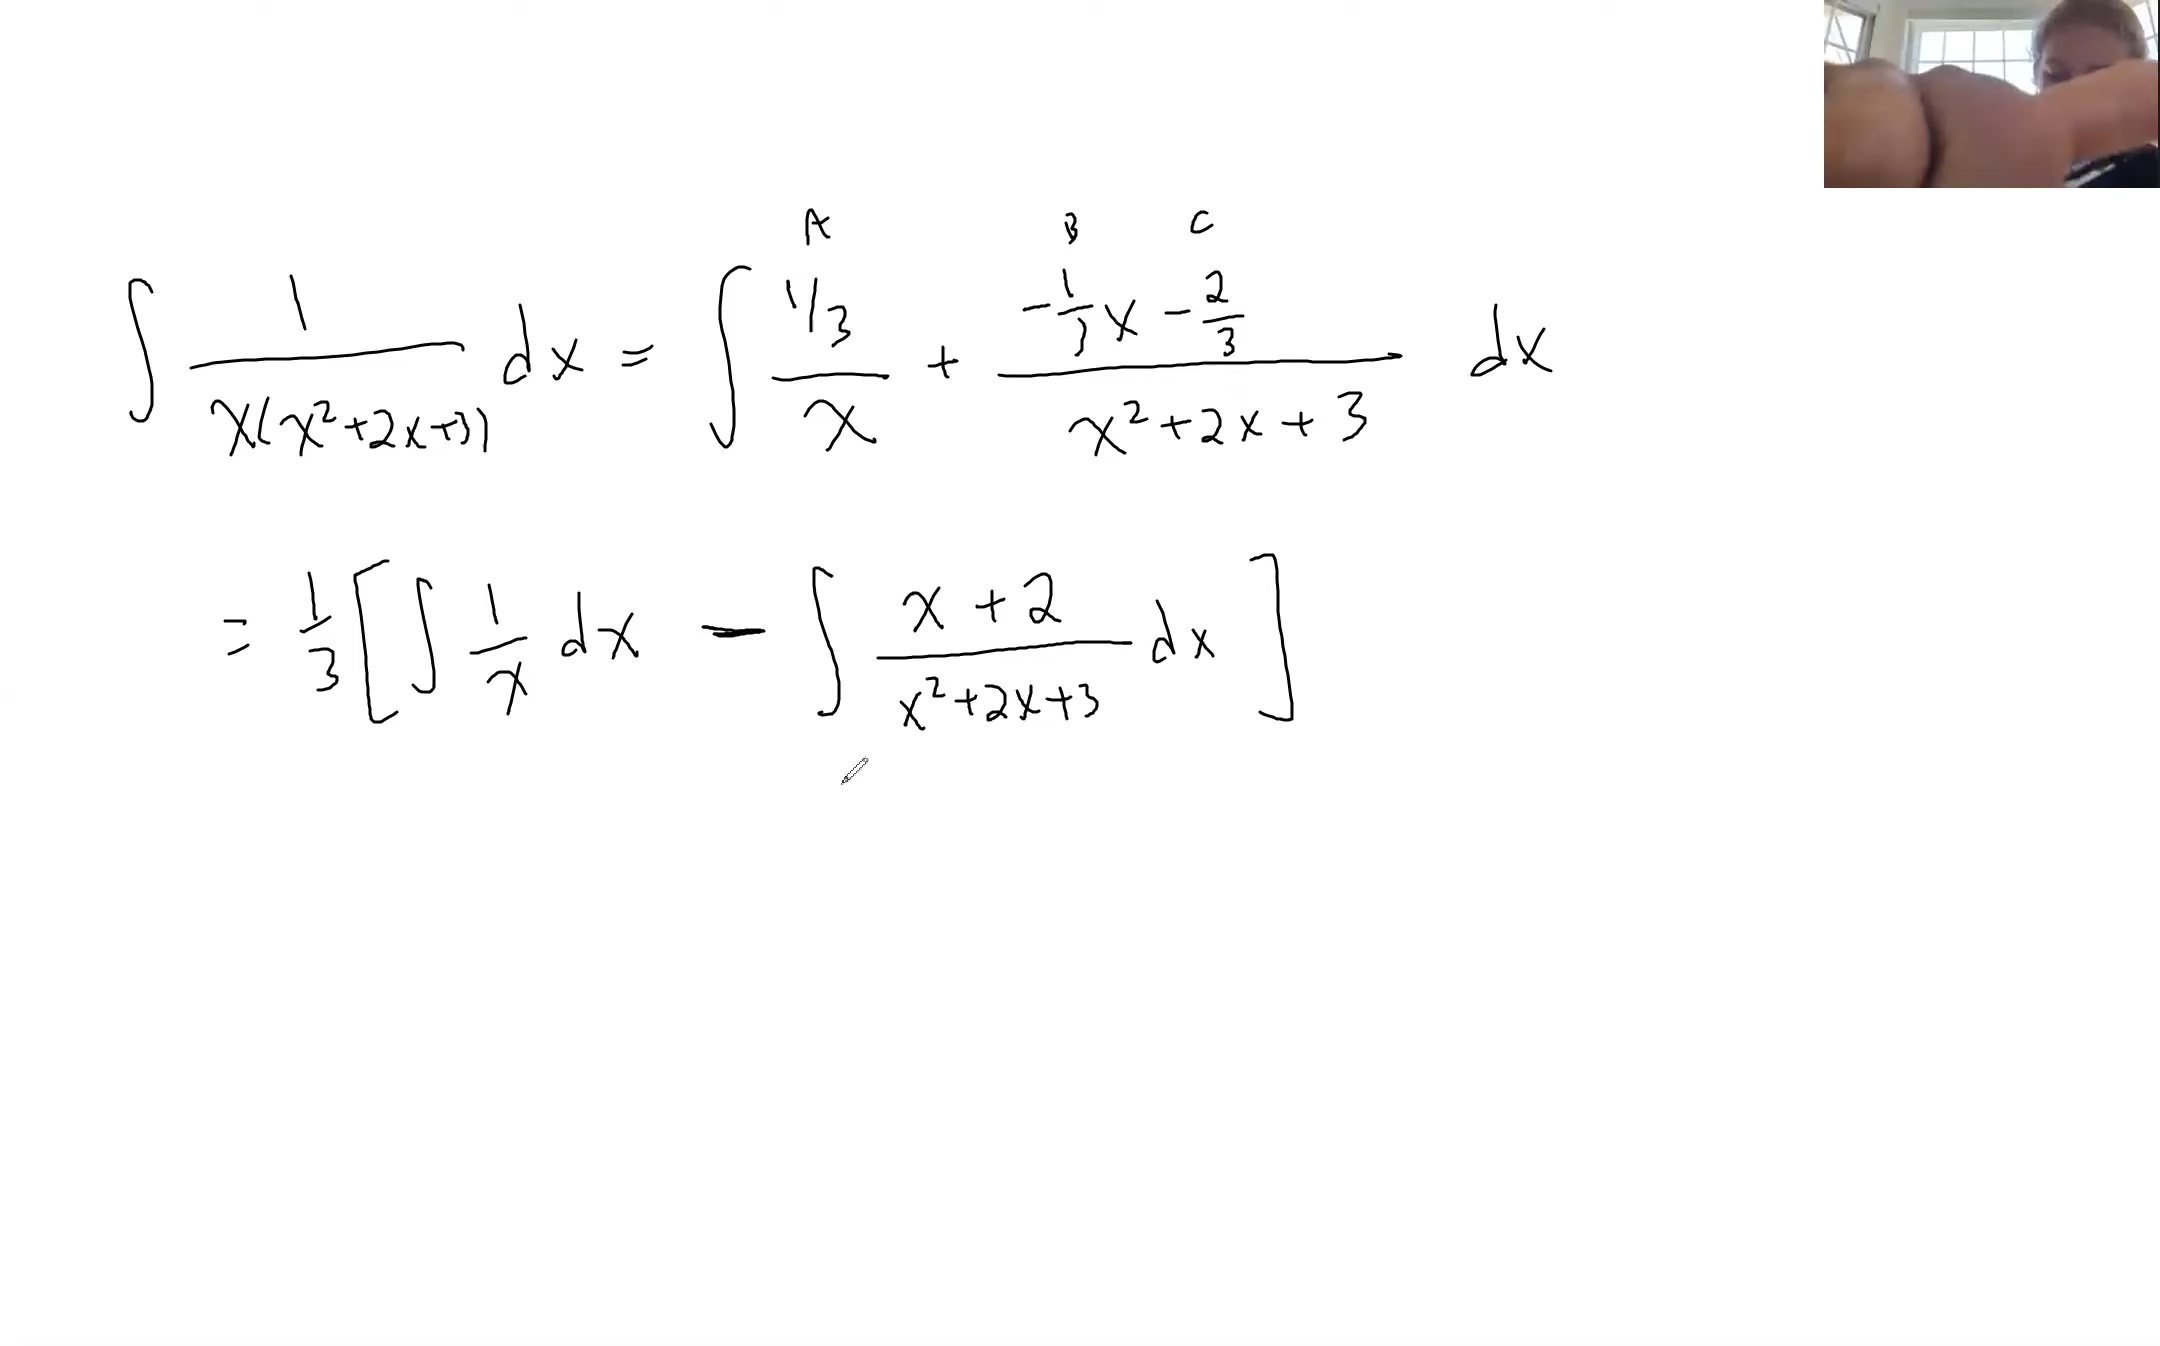 A B C
∫ 1/(x(x²+2x+3)) dx = ∫ (1/3)/x + (-1/3 x - 2/3)/(x²+2x+3) dx
= 1/3 [ ∫ 1/x dx - ∫ (x+2)/(x²+2x+3) dx ]